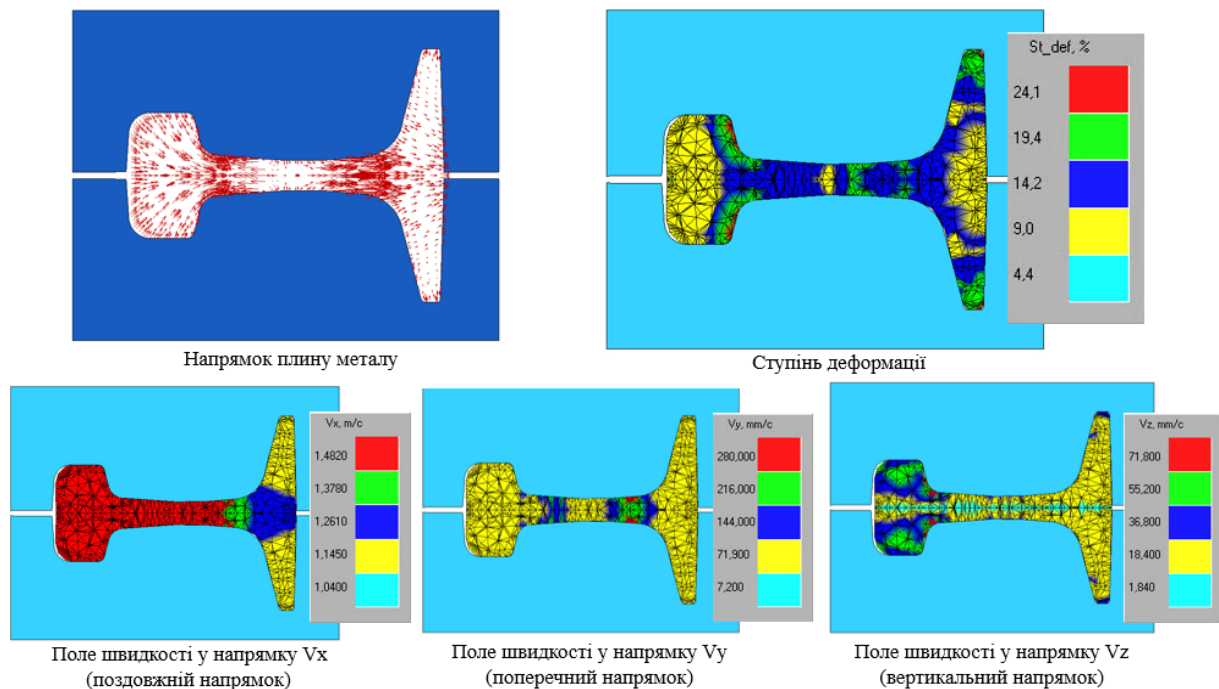 St_def, %
24,1
19,4
14,2
9,0
4,4
Напрямок плину металу
Ступінь деформації
Vx, m/c
1,4820
1,3780
1,2610
1,1450
1,0400
Vy, mm/c
280,000
216,000
144,000
71,900
7,200
Vz, mm/c
71,800
55,200
36,800
18,400
1,840
Поле швидкості у напрямку Vx
(поздовжній напрямок)
Поле швидкості у напрямку Vy
(поперечний напрямок)
Поле швидкості у напрямку Vz
(вертикальний напрямок)